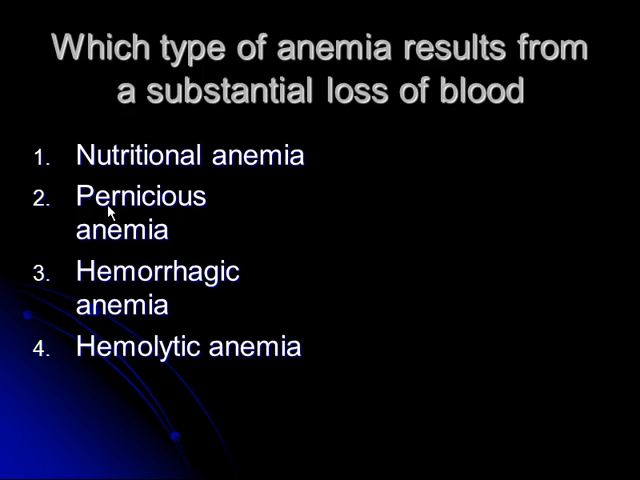 Which type of anemia results from
a substantial loss of blood
1. Nutritional anemia
2. Pernicious
anemia
3. Hemorrhagic
anemia
4. Hemolytic anemia